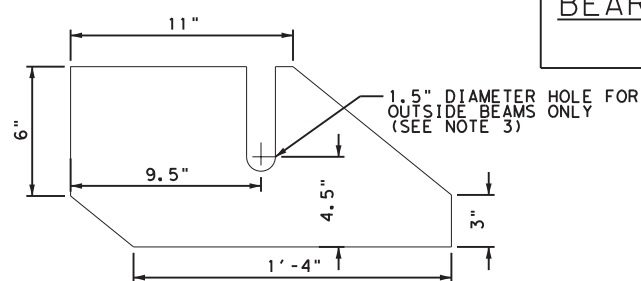 11"
BEAR
1.5" DIAMETER HOLE FOR
OUTSIDE BEAMS ONLY
(SEE NOTE 3)
6"
9.5"
4.5"
3"
1'-4"